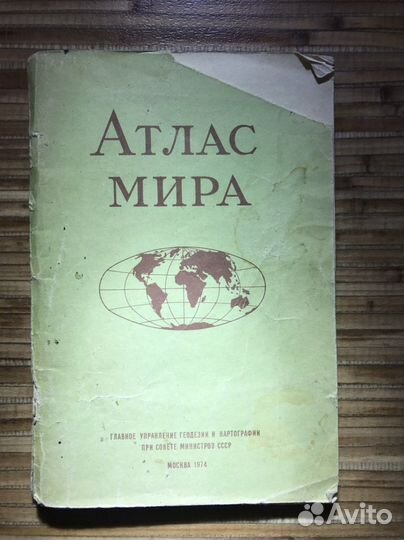 АТЛАС
МИРА
ГЛАВНОЕ УПРАВЛЕНИЕ ГЕОДЕЗИИ И КАРТОГРАФИИ
ПРИ СОВЕТЕ МИНИСТРОВ СССР
МОСКВА 1974
Avito